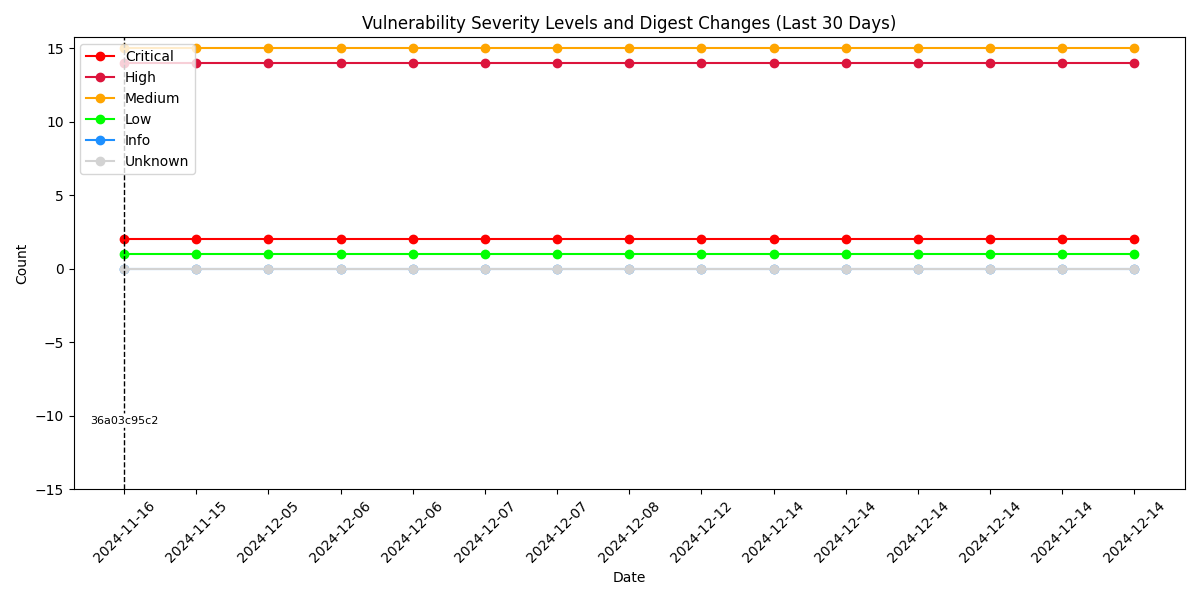 Vulnerability Severity Levels and Digest Changes (Last 30 Days)
15
10
5
0
−5
−10
−15
Count
Critical
High
Medium
Low
Info
Unknown
36a03c95c2
2024-11-16
2024-11-15
2024-12-05
2024-12-06
2024-12-06
2024-12-07
2024-12-07
2024-12-08
2024-12-12
2024-12-14
2024-12-14
2024-12-14
2024-12-14
2024-12-14
2024-12-14
Date